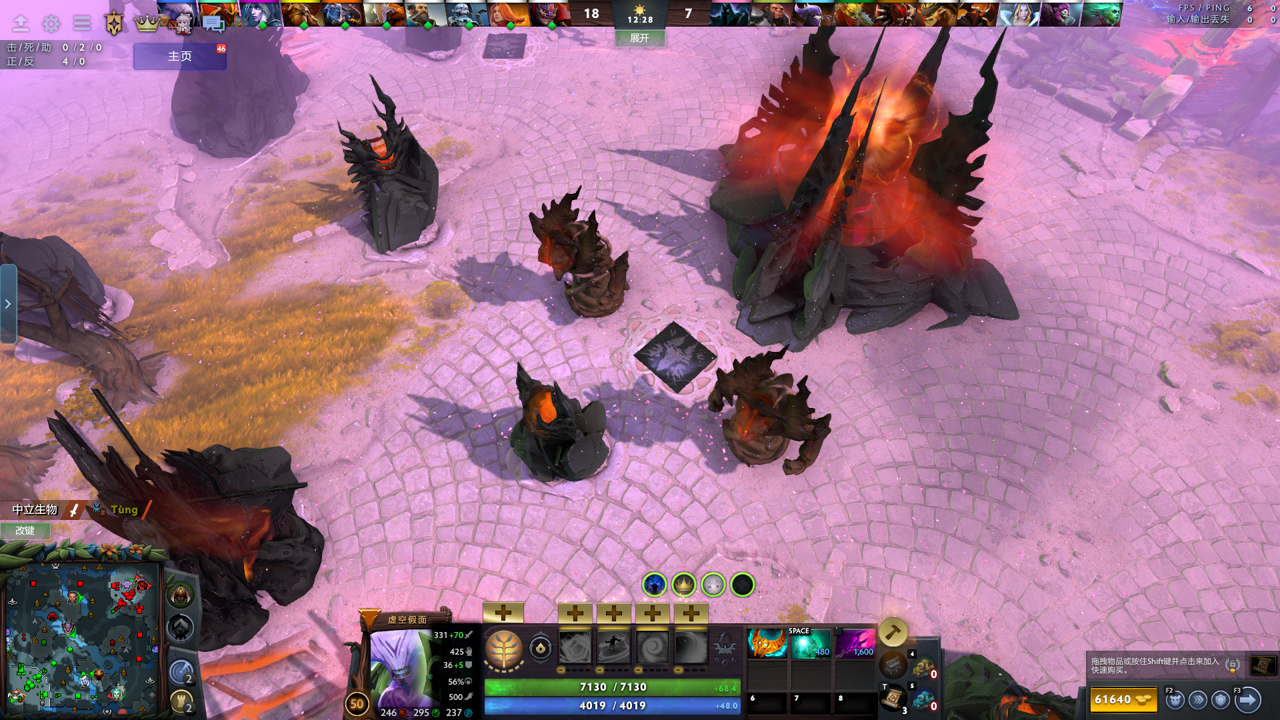 18
12:28
7
FPS / PING 6 0
输入/输出丢失 0 0
展开
击/死/助 0 / 2 / 0
正/反 4 / 0
主页
46
中立生物
Tùng
改键
虚空假面
331 +70
425
36 +5
56%
500
246
295
237
50
7130 / 7130
+68.4
4019 / 4019
+48.0
SPACE
480
1,600
6
7
8
4
0
T
3
5
0
2
2
拖拽物品或按住Shift键并点击来加入
快速购买。
61640
F2
F3